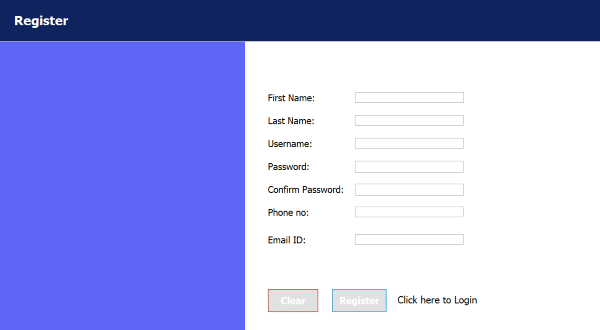 Register
First Name:
Last Name:
Username:
Password:
Confirm Password:
Phone no:
Email ID:
Clear Register Click here to Login